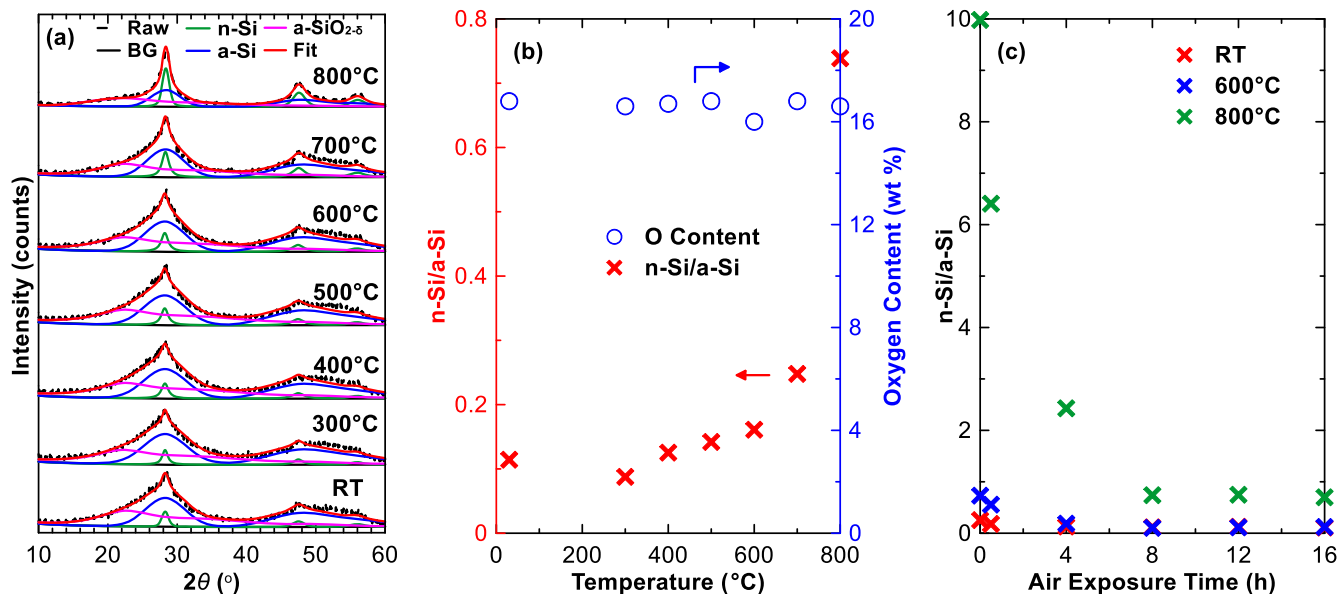 (a)
Raw n-Si a-SiO2-δ
BG a-Si Fit
800°C
700°C
600°C
500°C
400°C
300°C
RT
Intensity (counts)
10 20 30 40 50 60
2θ (°)
(b)
0.8
0.6
0.4
0.2
0
n-Si/a-Si
20
16
12
8
4
0
Oxygen Content (wt %)
O Content
n-Si/a-Si
0 200 400 600 800
Temperature (°C)
(c)
10
8
6
4
2
0
n-Si/a-Si
RT
600°C
800°C
0 4 8 12 16
Air Exposure Time (h)